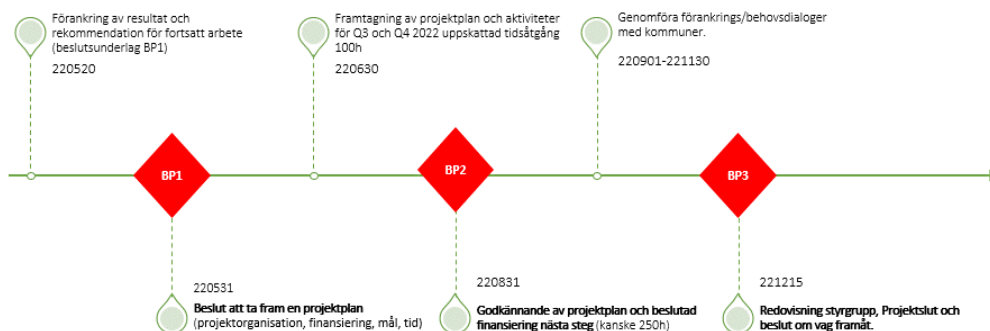 Förankring av resultat och
rekommendation för fortsatt arbete
(beslutsunderlag BP1)
220520
Framtagning av projektplan och aktiviteter
för Q3 och Q4 2022 uppskattad tidsåtgång
100h
220630
Genomföra förankrings/behovsdialoger
med kommuner.
220901-221130
BP1
BP2
BP3
220531
Beslut att ta fram en projektplan
(projektorganisation, finansiering, mål, tid)
220831
Godkännande av projektplan och beslutad
finansiering nästa steg (kanske 250h)
221215
Redovisning styrgrupp, Projektslut och
beslut om väg framåt.